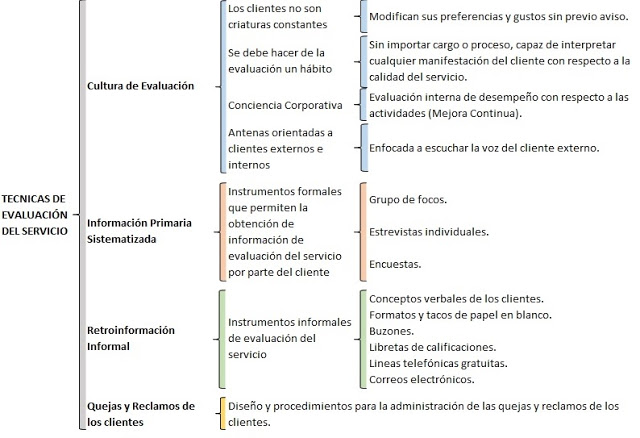 TECNICAS DE
EVALUACIÓN
DEL SERVICIO
Cultura de Evaluación
Los clientes no son
criaturas constantes
Modifican sus preferencias y gustos sin previo aviso.
Se debe hacer de la
evaluación un hábito
Sin importar cargo o proceso, capaz de interpretar
cualquier manifestación del cliente con respecto a la
calidad del servicio.
Conciencia Corporativa
Evaluación interna de desempeño con respecto a las
actividades (Mejora Continua).
Antenas orientadas a
clientes externos e
internos
Enfocada a escuchar la voz del cliente externo.
Información Primaria
Sistematizada
Instrumentos formales
que permiten la
obtención de
información de
evaluación del servicio
por parte del cliente
Grupo de focos.
Estrevistas individuales.
Encuestas.
Retroinformación
Informal
Instrumentos informales
de evaluación del
servicio
Conceptos verbales de los clientes.
Formatos y tacos de papel en blanco.
Buzones.
Libretas de calificaciones.
Lineas telefónicas gratuitas.
Correos electrónicos.
Quejas y Reclamos de
los clientes
Diseño y procedimientos para la administración de las quejas y reclamos de los
clientes.